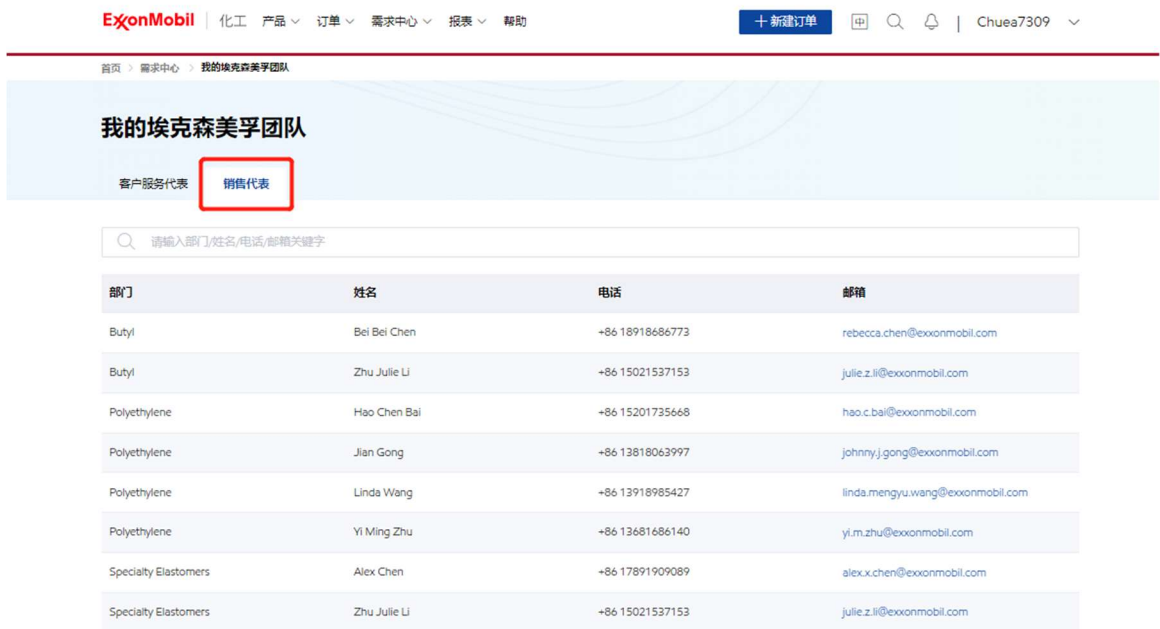 ExxonMobil 化工 产品 订单 需求中心 报表 帮助 十新建订单 中 Chuea7309
首页 > 需求中心 > 我的埃克森美孚团队
我的埃克森美孚团队
客户服务代表 销售代表
请输入部门/姓名/电话/邮箱关键字
部门 姓名 电话 邮箱
Butyl Bei Bei Chen +86 18918686773 rebecca.chen@exxonmobil.com
Butyl Zhu Julie Li +86 15021537153 julie.z.li@exxonmobil.com
Polyethylene Hao Chen Bai +86 15201735668 hao.c.bai@exxonmobil.com
Polyethylene Jian Gong +86 13818063997 johnny.j.gong@exxonmobil.com
Polyethylene Linda Wang +86 13918985427 linda.mengyu.wang@exxonmobil.com
Polyethylene Yi Ming Zhu +86 13681686140 yi.m.zhu@exxonmobil.com
Specialty Elastomers Alex Chen +86 17891909089 alex.x.chen@exxonmobil.com
Specialty Elastomers Zhu Julie Li +86 15021537153 julie.z.li@exxonmobil.com